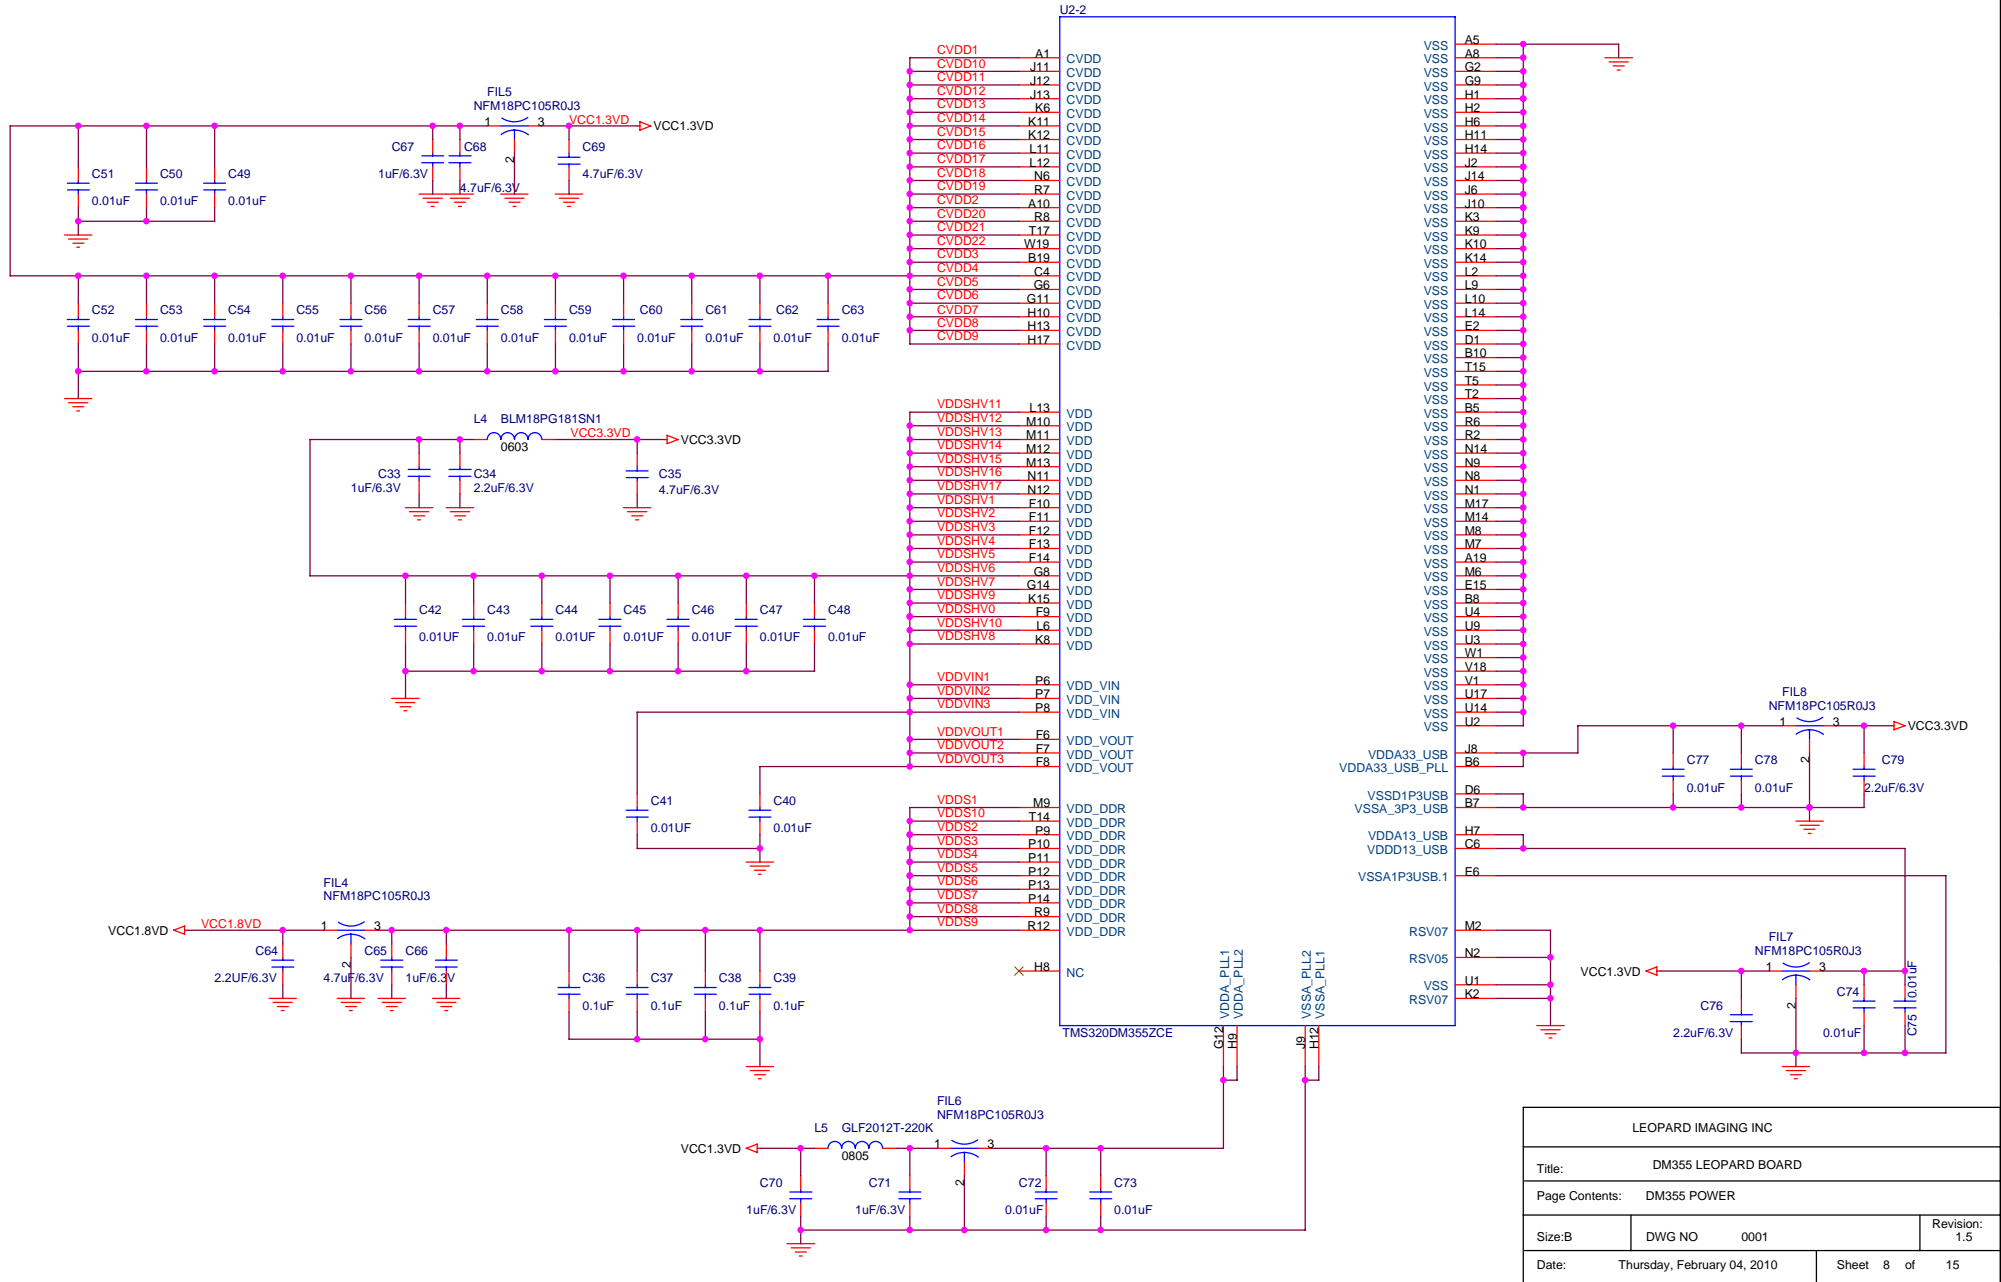 U2-2
CVDD1 A1 CVDD
CVDD10 J11 CVDD
CVDD11 J12 CVDD
CVDD12 J13 CVDD
CVDD13 K6 CVDD
CVDD14 K11 CVDD
CVDD15 K12 CVDD
CVDD16 L11 CVDD
CVDD17 L12 CVDD
CVDD18 N6 CVDD
CVDD19 R7 CVDD
CVDD2 A10 CVDD
CVDD20 R8 CVDD
CVDD21 T17 CVDD
CVDD22 W19 CVDD
CVDD3 B19 CVDD
CVDD4 C4 CVDD
CVDD5 G6 CVDD
CVDD6 G11 CVDD
CVDD7 H10 CVDD
CVDD8 H13 CVDD
CVDD9 H17 CVDD
FIL5
NFM18PC105R0J3
1 3 VCC1.3VD VCC1.3VD
2
C67
1uF/6.3V
C68
4.7uF/6.3V
C69
4.7uF/6.3V
C51
0.01uF
C50
0.01uF
C49
0.01uF
C52
0.01uF
C53
0.01uF
C54
0.01uF
C55
0.01uF
C56
0.01uF
C57
0.01uF
C58
0.01uF
C59
0.01uF
C60
0.01uF
C61
0.01uF
C62
0.01uF
C63
0.01uF
L4 BLM18PG181SN1
0603
VCC3.3VD VCC3.3VD
C33
1uF/6.3V
C34
2.2uF/6.3V
C35
4.7uF/6.3V
VDDSHV11 L13 VDD
VDDSHV12 M10 VDD
VDDSHV13 M11 VDD
VDDSHV14 M12 VDD
VDDSHV15 M13 VDD
VDDSHV16 N11 VDD
VDDSHV17 N12 VDD
VDDSHV1 F10 VDD
VDDSHV2 F11 VDD
VDDSHV3 F12 VDD
VDDSHV4 F13 VDD
VDDSHV5 F14 VDD
VDDSHV6 G8 VDD
VDDSHV7 G14 VDD
VDDSHV9 K15 VDD
VDDSHV0 F9 VDD
VDDSHV10 L6 VDD
VDDSHV8 K8 VDD
C42
0.01UF
C43
0.01uF
C44
0.01uF
C45
0.01UF
C46
0.01UF
C47
0.01UF
C48
0.01uF
VDDVIN1 P6 VDD_VIN
VDDVIN2 P7 VDD_VIN
VDDVIN3 P8 VDD_VIN
VDDVOUT1 F6 VDD_VOUT
VDDVOUT2 F7 VDD_VOUT
VDDVOUT3 F8 VDD_VOUT
C41
0.01UF
C40
0.01uF
VDDS1 M9 VDD_DDR
VDDS10 T14 VDD_DDR
VDDS2 P9 VDD_DDR
VDDS3 P10 VDD_DDR
VDDS4 P11 VDD_DDR
VDDS5 P12 VDD_DDR
VDDS6 P13 VDD_DDR
VDDS7 P14 VDD_DDR
VDDS8 R9 VDD_DDR
VDDS9 R12 VDD_DDR
H8 NC
FIL4
NFM18PC105R0J3
VCC1.8VD VCC1.8VD 1 3
2
C64
2.2UF/6.3V
C65
4.7uF/6.3V
C66
1uF/6.3V
C36
0.1uF
C37
0.1uF
C38
0.1uF
C39
0.1uF
VSS A5
VSS A8
VSS G2
VSS G9
VSS H1
VSS H2
VSS H6
VSS H11
VSS H14
VSS J2
VSS J14
VSS J6
VSS J10
VSS K3
VSS K9
VSS K10
VSS K14
VSS L2
VSS L9
VSS L10
VSS L14
VSS E2
VSS D1
VSS B10
VSS T15
VSS T5
VSS T2
VSS B5
VSS R6
VSS R2
VSS N14
VSS N9
VSS N8
VSS N1
VSS M17
VSS M14
VSS M8
VSS M7
VSS A19
VSS M6
VSS E15
VSS B8
VSS U4
VSS U9
VSS U3
VSS W1
VSS V18
VSS V1
VSS U17
VSS U14
VSS U2
VDDA33_USB J8
VDDA33_USB_PLL B6
VSSD1P3USB D6
VSSA_3P3_USB B7
VDDA13_USB H7
VDDD13_USB C6
VSSA1P3USB.1 E6
RSV07 M2
RSV05 N2
VSS U1
RSV07 K2
FIL8
NFM18PC105R0J3
1 3 VCC3.3VD
2
C77
0.01uF
C78
0.01uF
C79
2.2uF/6.3V
FIL7
NFM18PC105R0J3
VCC1.3VD 1 3
2
C76
2.2uF/6.3V
C74
0.01uF
C75 0.01uF
TMS320DM355ZCE
VDDA_PLL1 G12
VDDA_PLL2 H9
VSSA_PLL2 J9
VSSA_PLL1 H12
FIL6
NFM18PC105R0J3
L5 GLF2012T-220K
0805
VCC1.3VD 1 3
2
C70
1uF/6.3V
C71
1uF/6.3V
C72
0.01uF
C73
0.01uF
LEOPARD IMAGING INC
Title: DM355 LEOPARD BOARD
Page Contents: DM355 POWER
Size:B DWG NO 0001 Revision: 1.5
Date: Thursday, February 04, 2010 Sheet 8 of 15